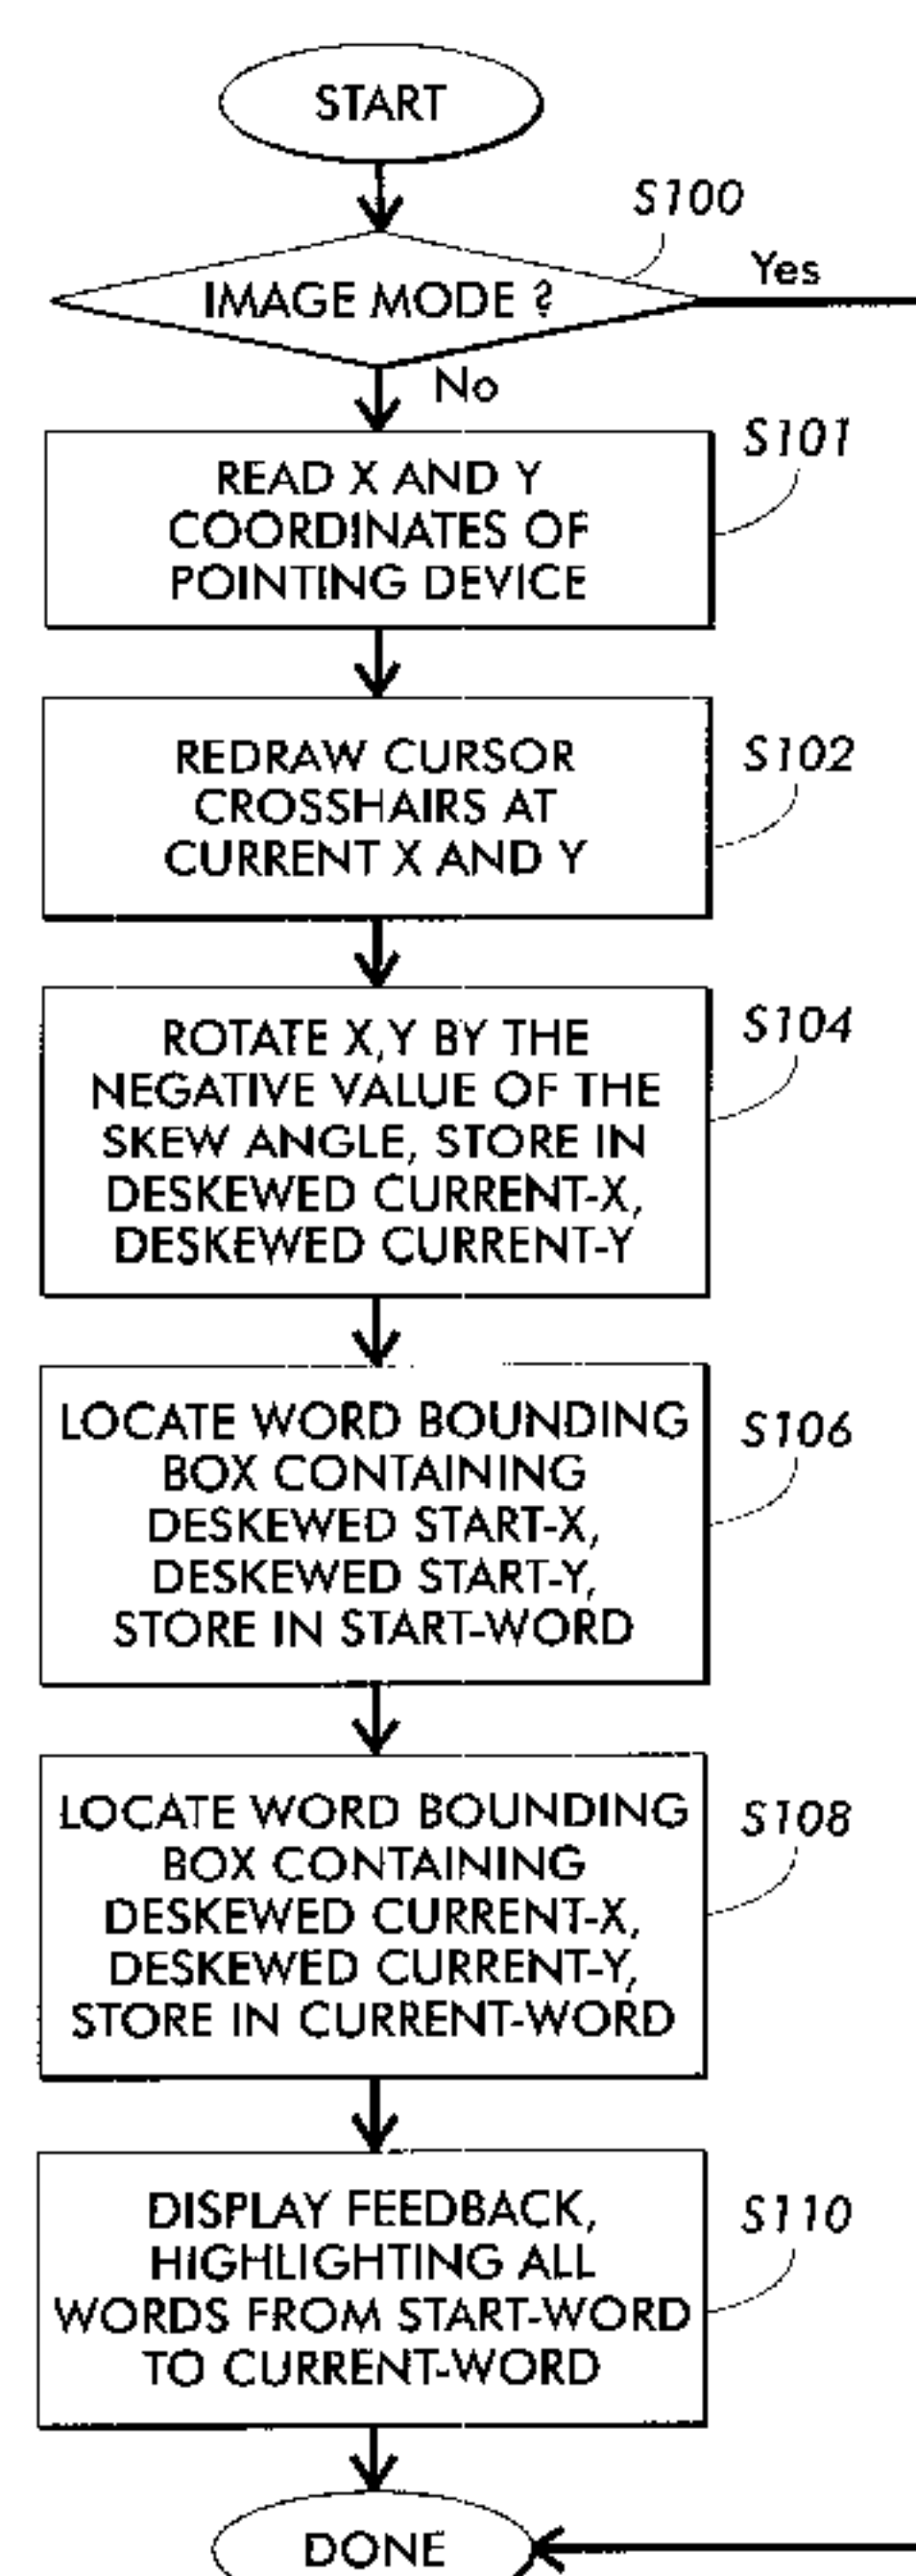 START
S100
IMAGE MODE ?
Yes
No
S101
READ X AND Y
COORDINATES OF
POINTING DEVICE
S102
REDRAW CURSOR
CROSSHAIRS AT
CURRENT X AND Y
S104
ROTATE X,Y BY THE
NEGATIVE VALUE OF THE
SKEW ANGLE, STORE IN
DESKEWED CURRENT-X,
DESKEWED CURRENT-Y
S106
LOCATE WORD BOUNDING
BOX CONTAINING
DESKEWED START-X,
DESKEWED START-Y,
STORE IN START-WORD
S108
LOCATE WORD BOUNDING
BOX CONTAINING
DESKEWED CURRENT-X,
DESKEWED CURRENT-Y,
STORE IN CURRENT-WORD
S110
DISPLAY FEEDBACK,
HIGHLIGHTING ALL
WORDS FROM START-WORD
TO CURRENT-WORD
DONE